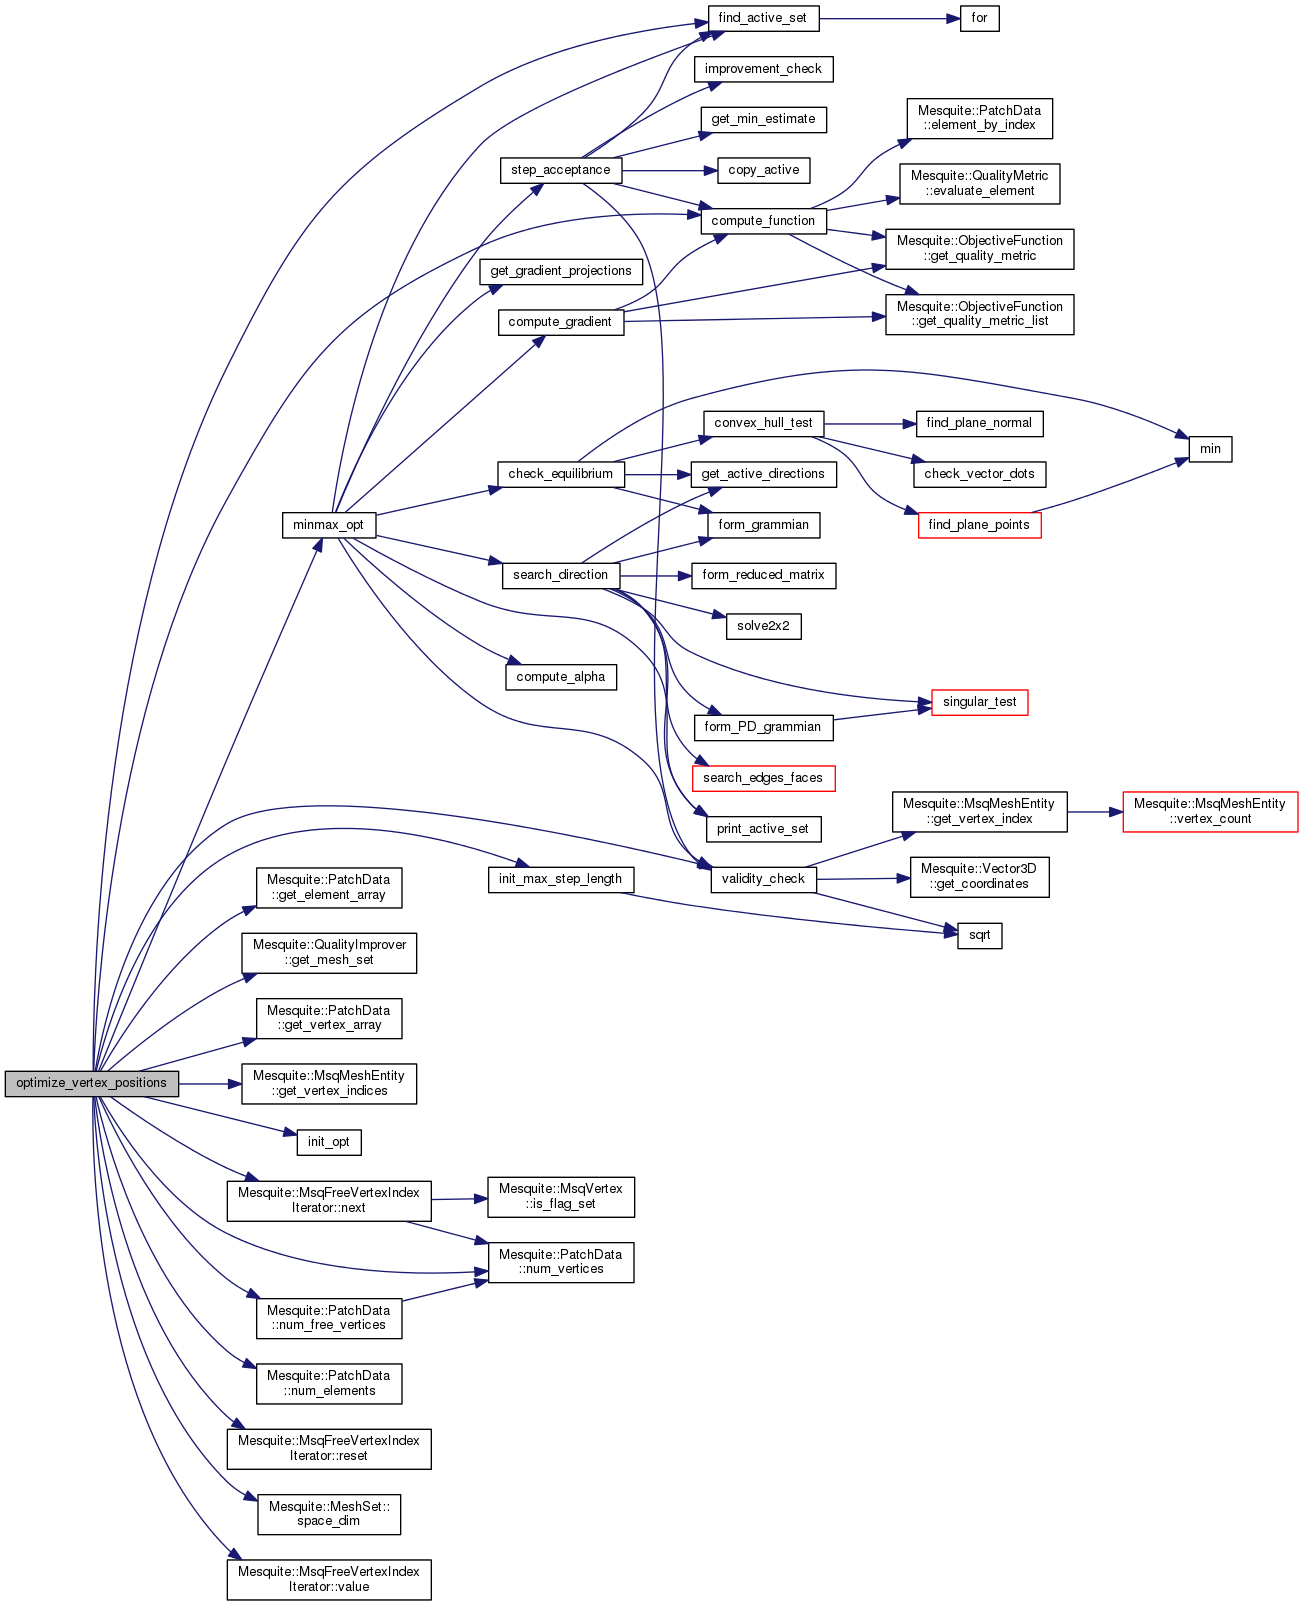 find_active_set
for
improvement_check
get_min_estimate
Mesquite::PatchData
::element_by_index
step_acceptance
copy_active
Mesquite::QualityMetric
::evaluate_element
compute_function
Mesquite::ObjectiveFunction
::get_quality_metric
get_gradient_projections
Mesquite::ObjectiveFunction
::get_quality_metric_list
compute_gradient
convex_hull_test
find_plane_normal
min
check_equilibrium
get_active_directions
check_vector_dots
minmax_opt
form_grammian
find_plane_points
search_direction
form_reduced_matrix
solve2x2
compute_alpha
singular_test
form_PD_grammian
search_edges_faces
print_active_set
Mesquite::MsqMeshEntity
::get_vertex_index
Mesquite::MsqMeshEntity
::vertex_count
init_max_step_length
validity_check
Mesquite::Vector3D
::get_coordinates
Mesquite::PatchData
::get_element_array
sqrt
Mesquite::QualityImprover
::get_mesh_set
Mesquite::PatchData
::get_vertex_array
optimize_vertex_positions
Mesquite::MsqMeshEntity
::get_vertex_indices
init_opt
Mesquite::MsqFreeVertexIndex
Iterator::next
Mesquite::MsqVertex
::is_flag_set
Mesquite::PatchData
::num_vertices
Mesquite::PatchData
::num_free_vertices
Mesquite::PatchData
::num_elements
Mesquite::MsqFreeVertexIndex
Iterator::reset
Mesquite::MeshSet::
space_dim
Mesquite::MsqFreeVertexIndex
Iterator::value